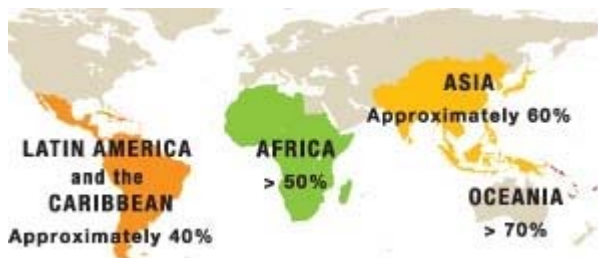 LATIN AMERICA
and the
CARIBBEAN
Approximately 40%
AFRICA
> 50%
ASIA
Approximately 60%
OCEANIA
> 70%